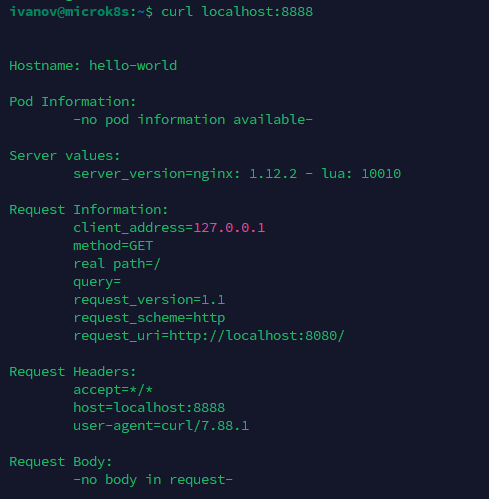 ivanov@microk8s:~$ curl localhost:8888
Hostname: hello-world
Pod Information:
-no pod information available-
Server values:
server_version=nginx: 1.12.2 - lua: 10010
Request Information:
client_address=127.0.0.1
method=GET
real path=/
query=
request_version=1.1
request_scheme=http
request_uri=http://localhost:8080/
Request Headers:
accept=*/*
host=localhost:8888
user-agent=curl/7.88.1
Request Body:
-no body in request-